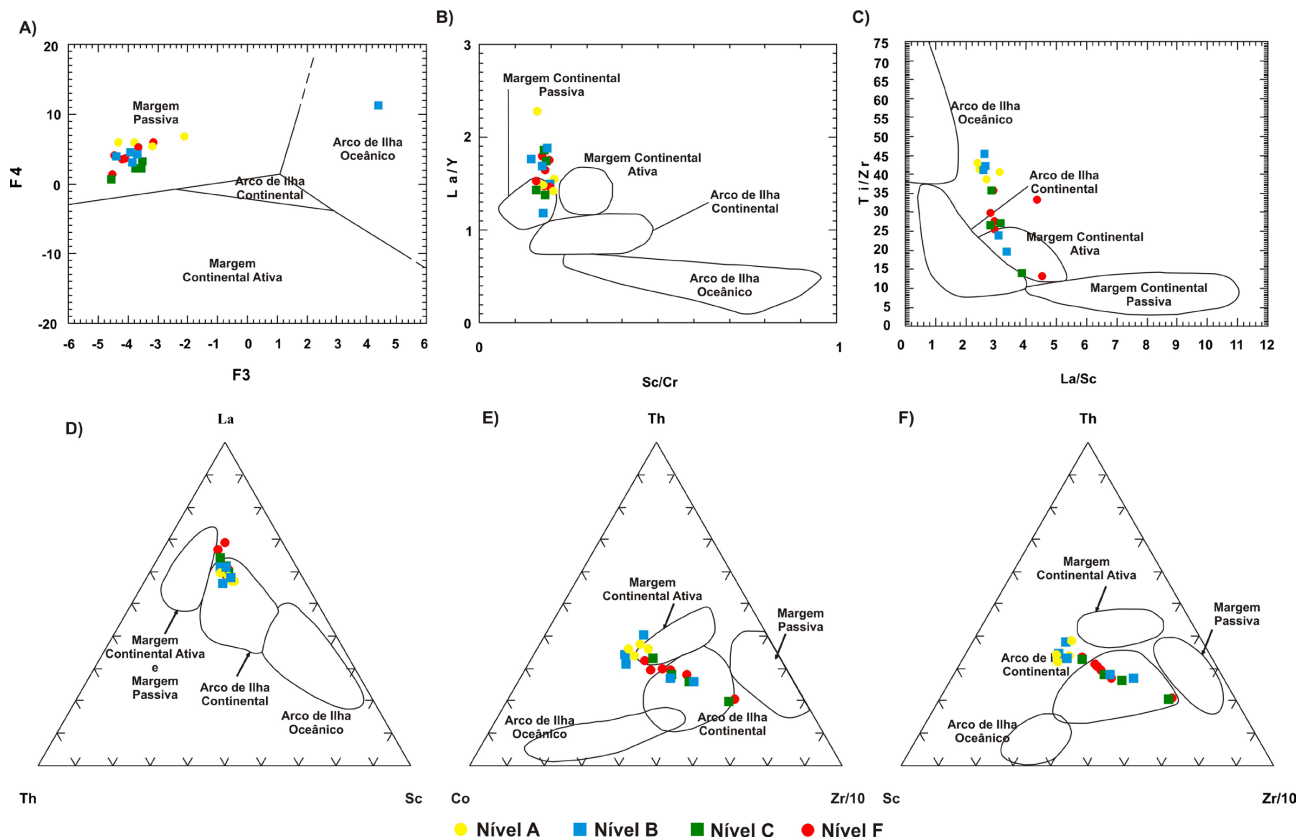 A)
20
10
0
-10
-20
F 4
Margem
Passiva
Arco de Ilha
Oceânico
Arco de Ilha
Continental
Margem
Continental Ativa
-6 -5 -4 -3 -2 -1 0 1 2 3 4 5 6
F3
B)
3
2
1
0
L a / Y
Margem Continental
Passiva
Margem Continental
Ativa
Arco de Ilha
Continental
Arco de Ilha
Oceânico
0 1
Sc/Cr
C)
75
70
65
60
55
50
45
40
35
30
25
20
15
10
5
0
T i / Z r
Arco de Ilha
Oceânico
Arco de Ilha
Continental
Margem Continental
Ativa
Margem Continental
Passiva
0 1 2 3 4 5 6 7 8 9 10 11 12
La/Sc
D)
La
Margem
Continental Ativa
e
Margem
Passiva
Arco de Ilha
Continental
Arco de Ilha
Oceânico
Th Sc
E)
Th
Margem
Continental Ativa
Margem
Passiva
Arco de Ilha
Oceânico
Arco de Ilha
Continental
Co Zr/10
F)
Th
Margem
Continental Ativa
Margem
Passiva
Arco de Ilha
Continental
Arco de Ilha
Oceânico
Sc Zr/10
Nível A Nível B Nível C Nível F